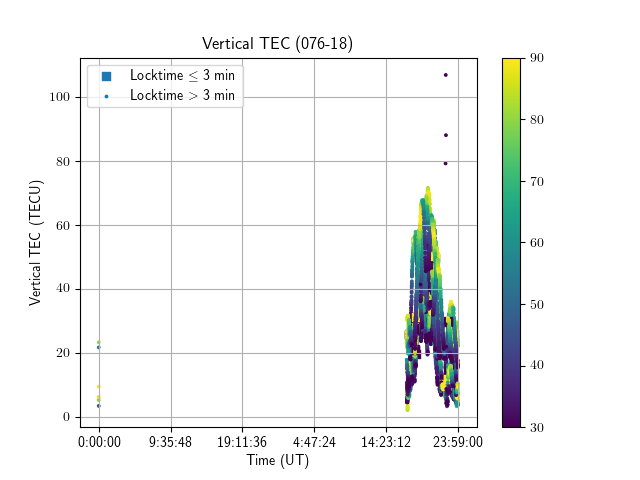 Vertical TEC (076-18)
Locktime ≤ 3 min
Locktime > 3 min
Vertical TEC (TECU)
100
80
60
40
20
0
0:00:00 9:35:48 19:11:36 4:47:24 14:23:12 23:59:00
Time (UT)
90
80
70
60
50
40
30